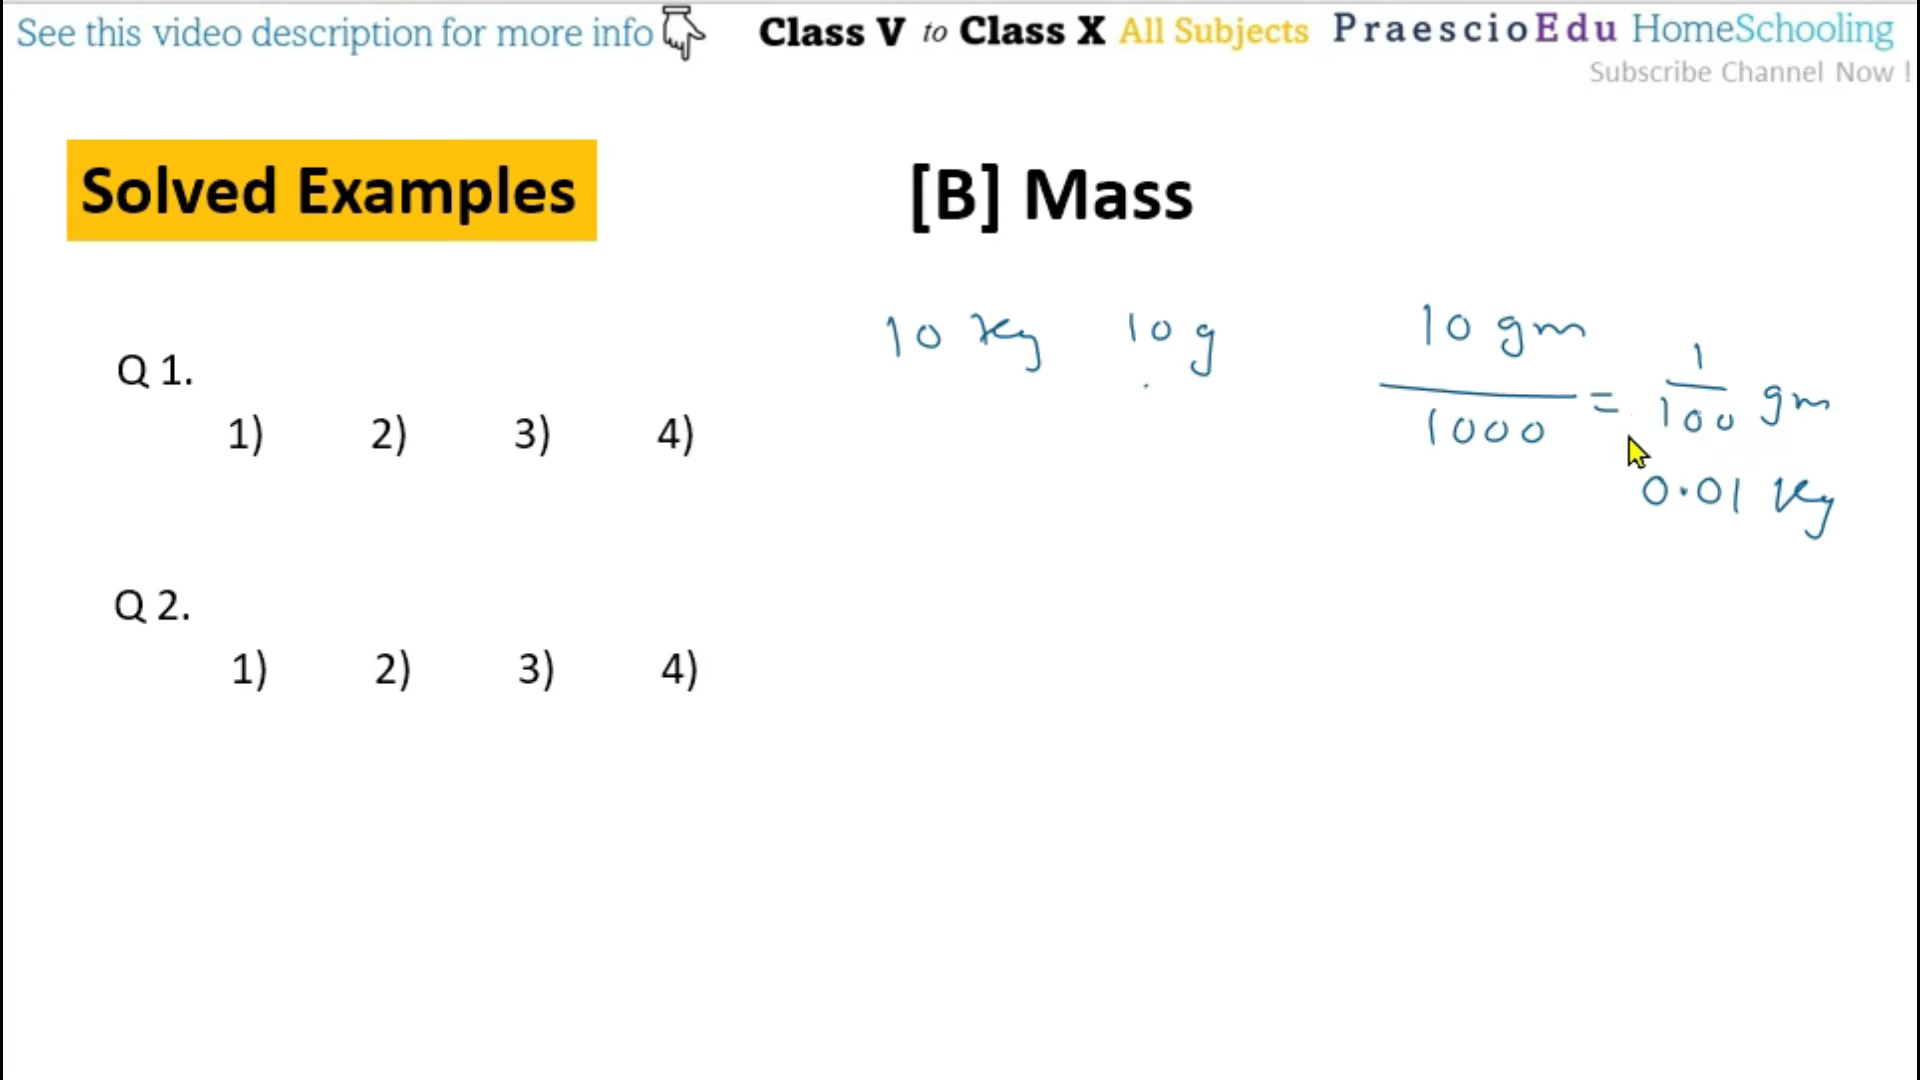 See this video description for more info Class V to Class X All Subjects PraescioEdu HomeSchooling
Subscribe Channel Now !
Solved Examples [B] Mass
10 Kg 10 g
10 gm / 1000 = 1 / 100 gm
0.01 Kg
Q 1.
1) 2) 3) 4)
Q 2.
1) 2) 3) 4)